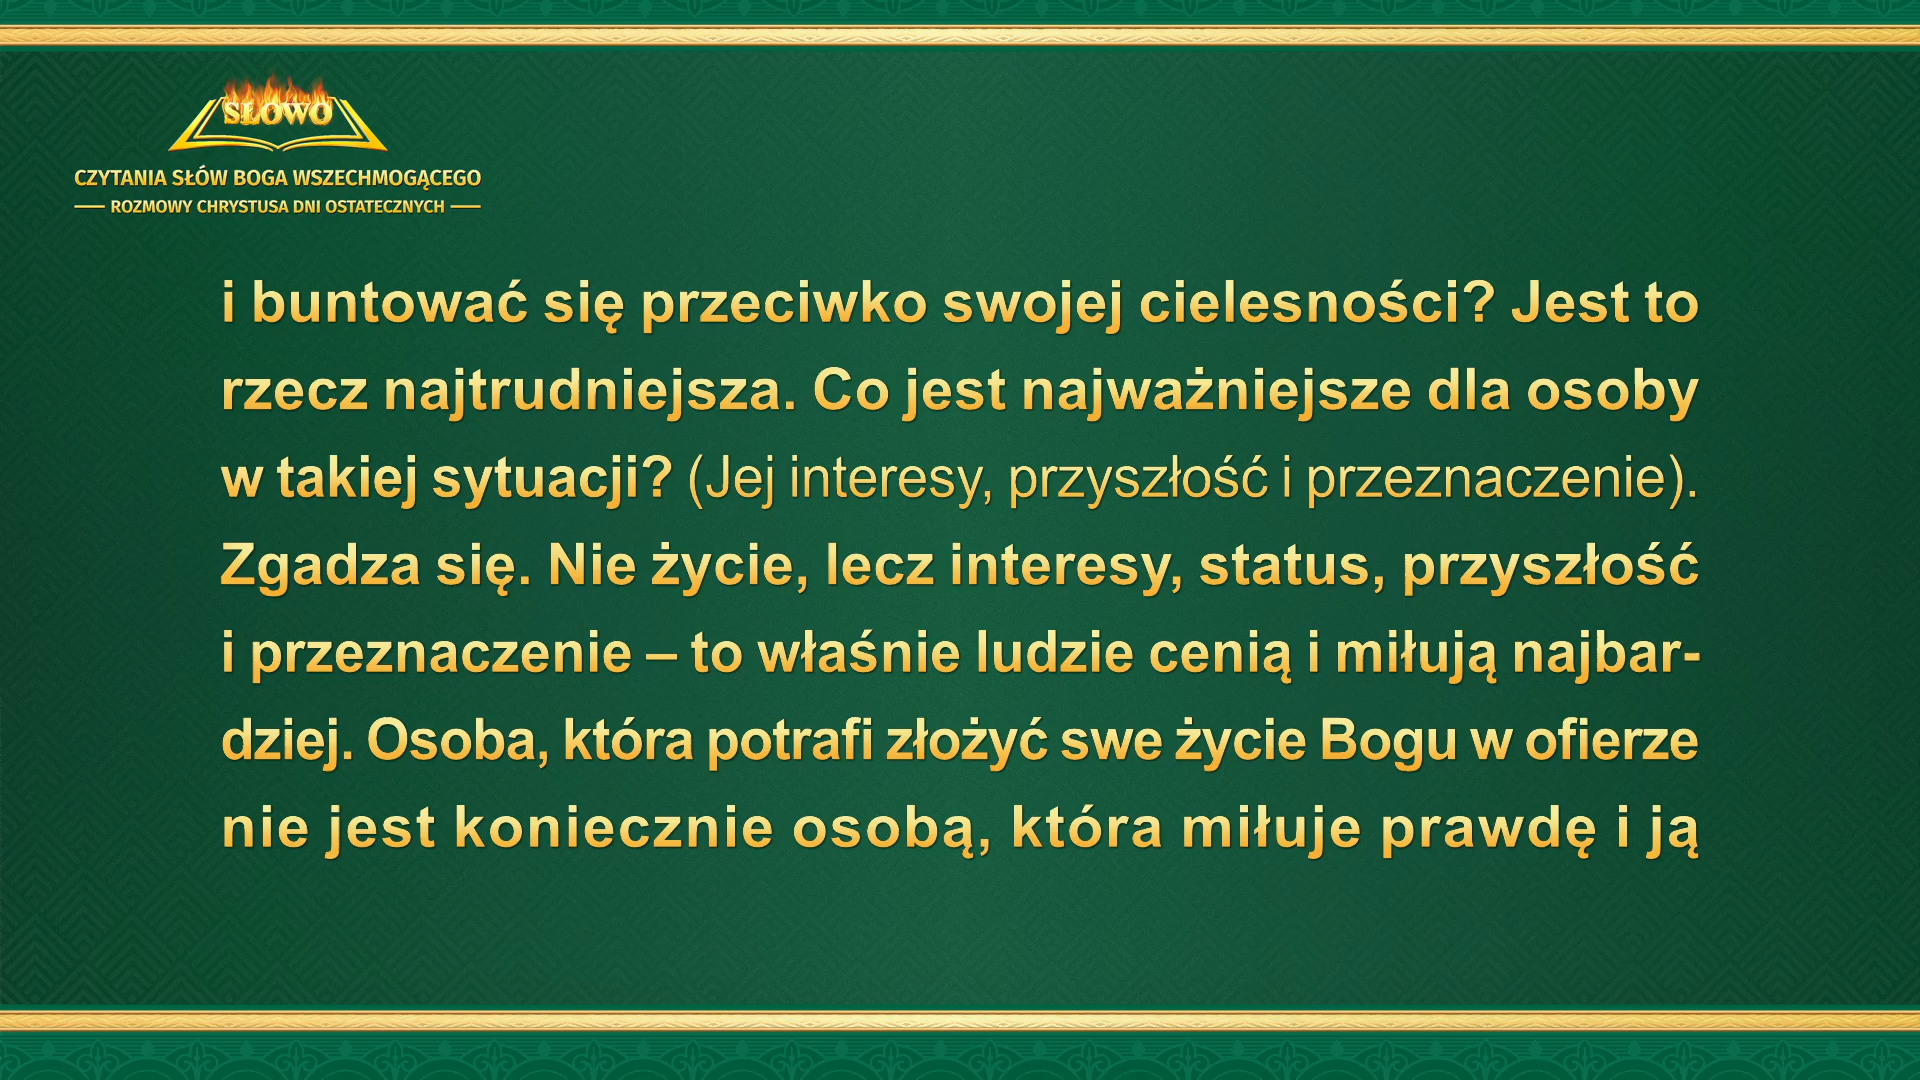 SŁOWO
CZYTANIA SŁÓW BOGA WSZECHMOGĄCEGO
ROZMOWY CHRYSTUSA DNI OSTATECZNYCH
i buntować się przeciwko swojej cielesności? Jest to
rzecz najtrudniejsza. Co jest najważniejsze dla osoby
w takiej sytuacji? (Jej interesy, przyszłość i przeznaczenie).
Zgadza się. Nie życie, lecz interesy, status, przyszłość
i przeznaczenie – to właśnie ludzie cenią i miłują najbar-
dziej. Osoba, która potrafi złożyć swe życie Bogu w ofierze
nie jest koniecznie osobą, która miłuje prawdę i ją